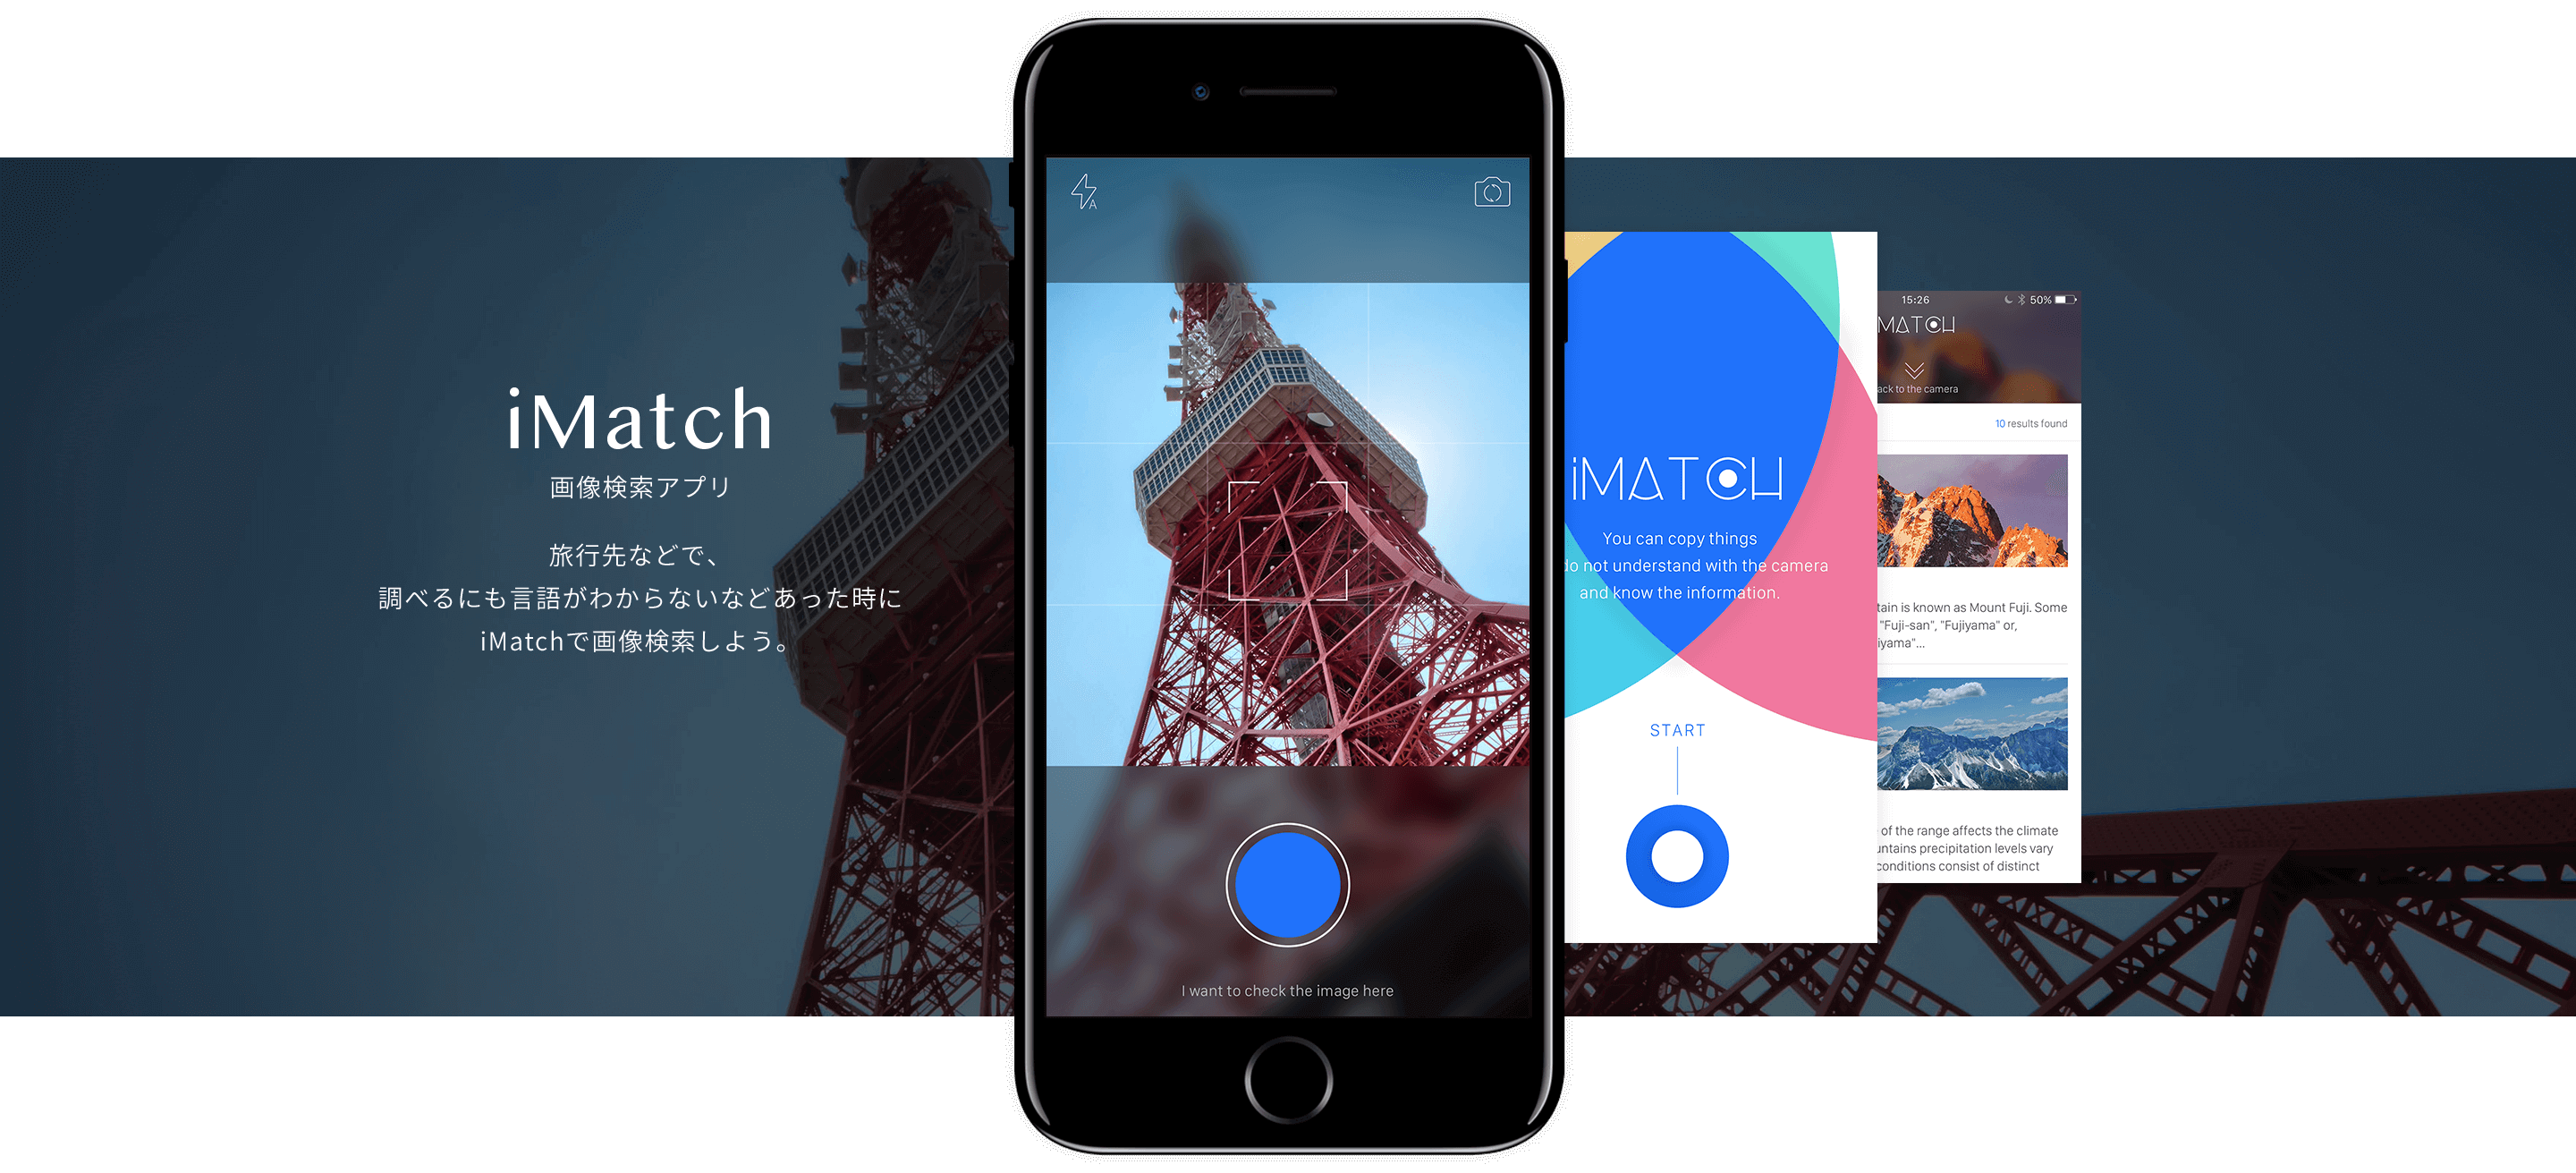 iMatch
画像検索アプリ
旅行先などで、
調べるにも言語がわからないなどあった時に
iMatchで画像検索しよう。
A
I want to check the image here
iMATCH
You can copy things
do not understand with the camera
and know the information.
START
15:26 50%
MATCH
ack to the camera
10 results found
tain is known as Mount Fuji. Some
"Fuji-san", "Fujiyama" or,
iyama"...
of the range affects the climate
untains precipitation levels vary
conditions consist of distinct